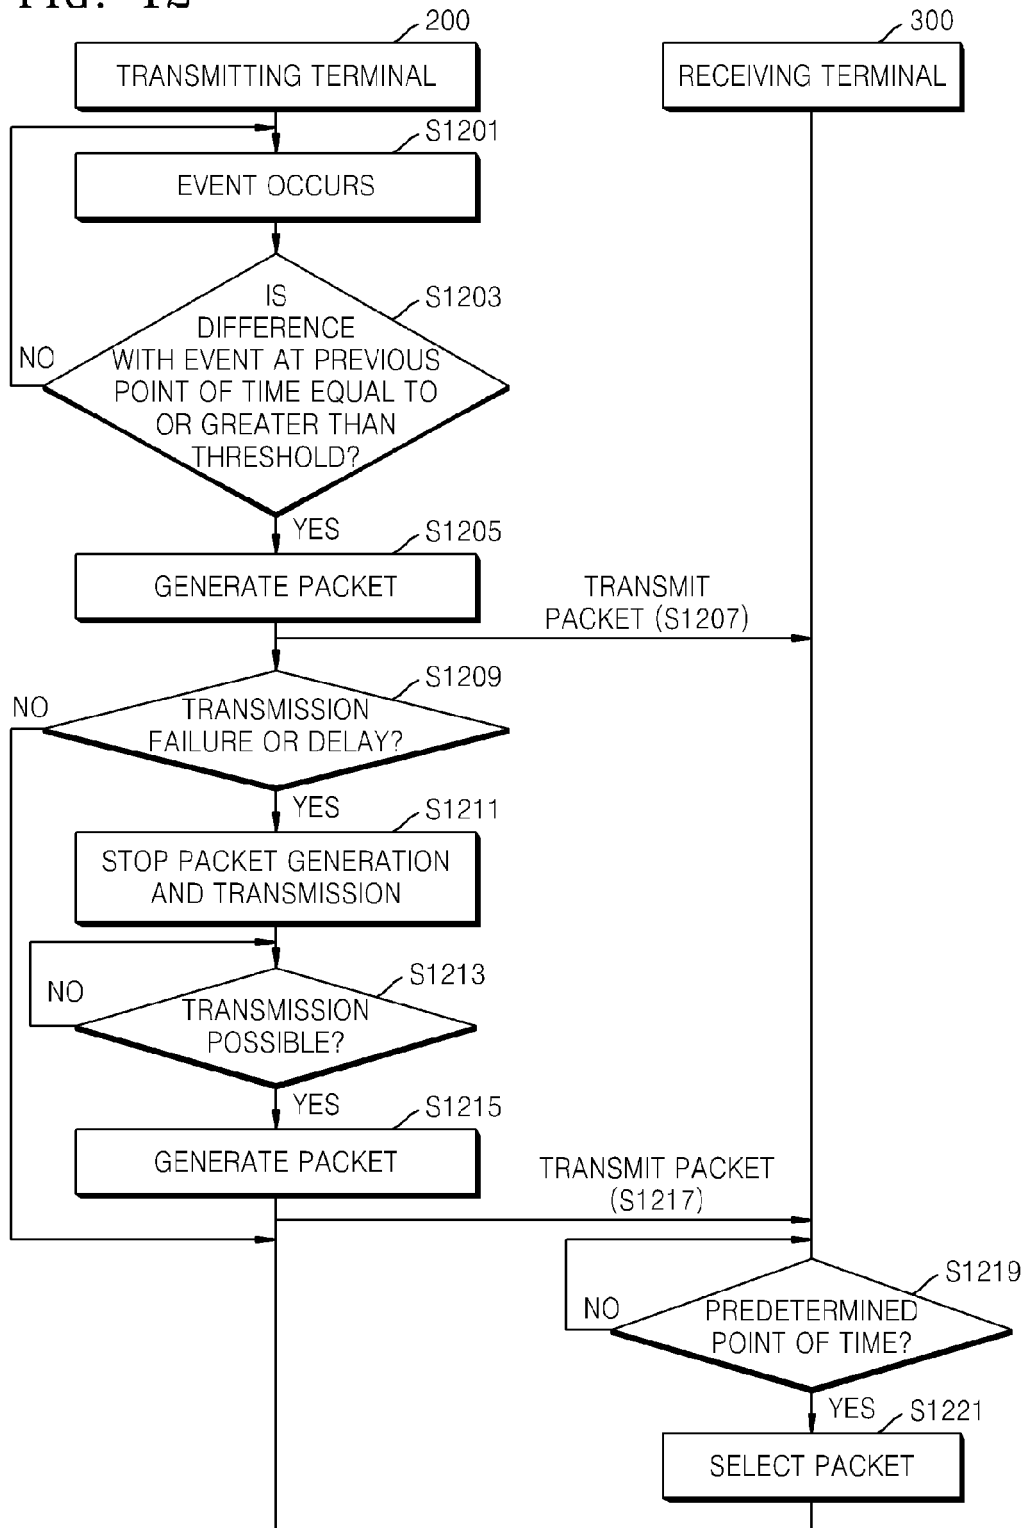 FIG. 12
200
TRANSMITTING TERMINAL
300
RECEIVING TERMINAL
S1201
EVENT OCCURS
S1203
IS
DIFFERENCE
WITH EVENT AT PREVIOUS
POINT OF TIME EQUAL TO
OR GREATER THAN
THRESHOLD?
NO
YES
S1205
GENERATE PACKET
TRANSMIT
PACKET (S1207)
S1209
TRANSMISSION
FAILURE OR DELAY?
NO
YES
S1211
STOP PACKET GENERATION
AND TRANSMISSION
S1213
TRANSMISSION
POSSIBLE?
NO
YES
S1215
GENERATE PACKET
TRANSMIT PACKET
(S1217)
S1219
PREDETERMINED
POINT OF TIME?
NO
YES
S1221
SELECT PACKET